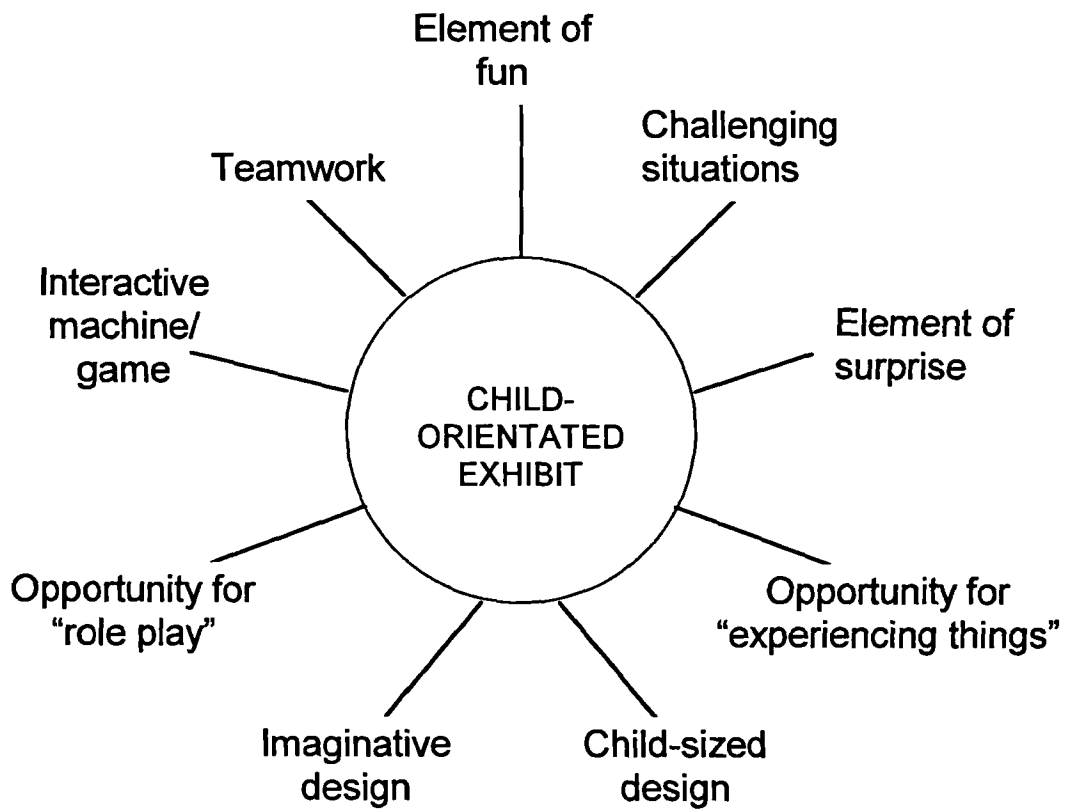 Element of
fun
Challenging
situations
Teamwork
Interactive
machine/
game
Element of
surprise
CHILD-
ORIENTATED
EXHIBIT
Opportunity for
“role play”
Opportunity for
“experiencing things”
Imaginative
design
Child-sized
design